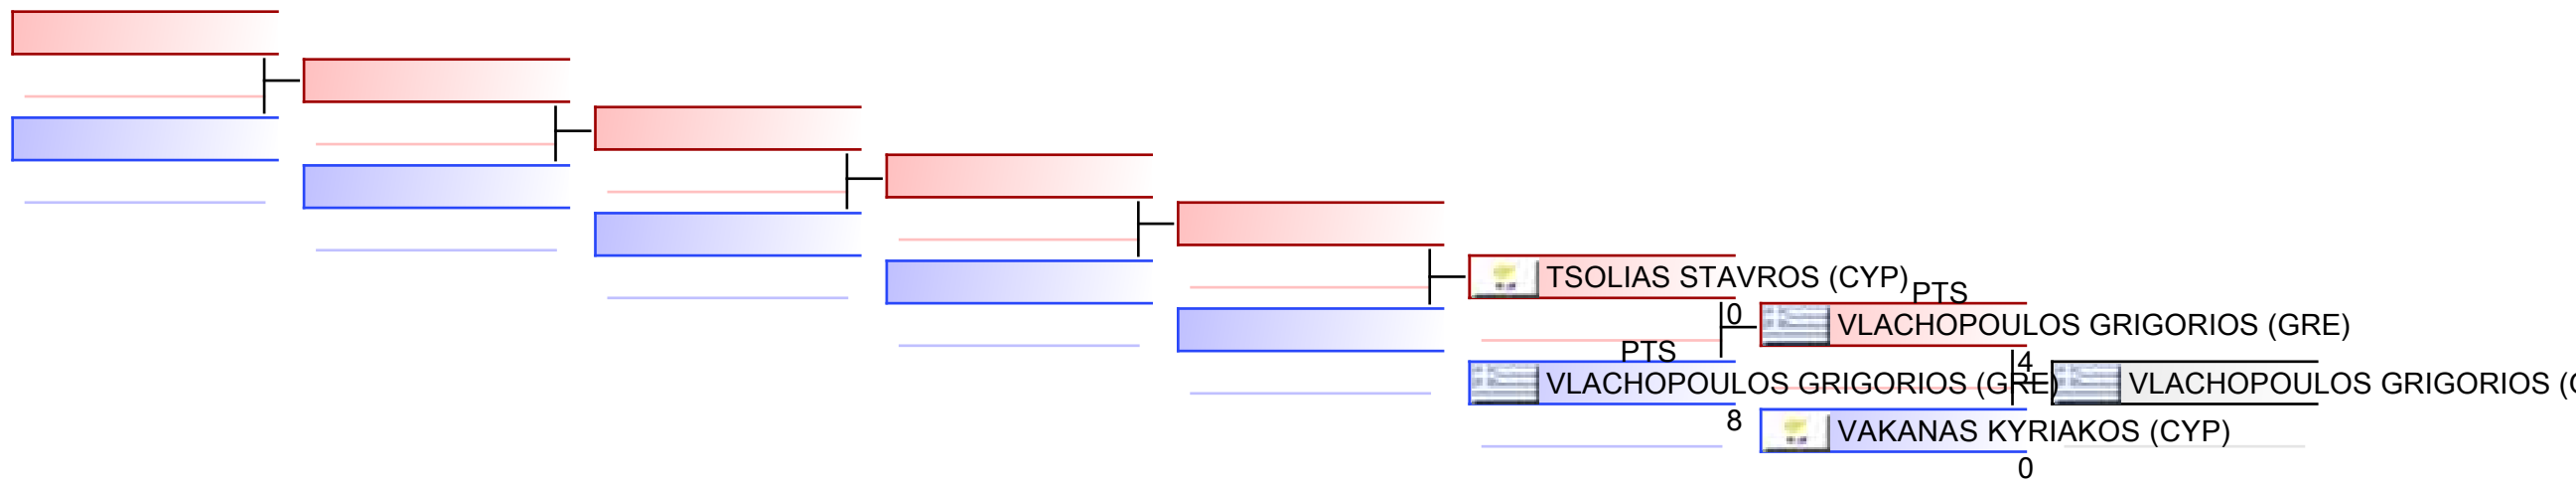 TSOLIAS STAVROS (CYP)
0
PTS
VLACHOPOULOS GRIGORIOS (GRE)
8
PTS
VLACHOPOULOS GRIGORIOS (GRE)
4
VAKANAS KYRIAKOS (CYP)
0
VLACHOPOULOS GRIGORIOS (